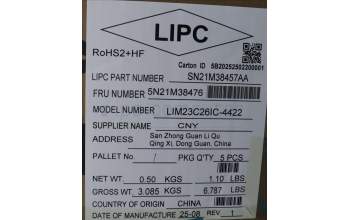 LIPC
RoHS2+HF
Carton ID 5B20252502200001
LIPC PART NUMBER SN21M38457AA
FRU NUMBER 5N21M38476
MODEL NUMBER LIM23C26IC-4422
SUPPLIER NAME CNY
ADDRESS San Zhong Guan Li Qu
Qing Xi, Dong Guan, China
PALLET NO / PKG Q'TY 5 PCS
NET WT. 0.50 KGS 1.10 LBS
GROSS WT. 3.085 KGS 6.787 LBS
COUNTRY OF ORIGIN CHINA
DATE OF MANUFACTURE 25-08 REV 1